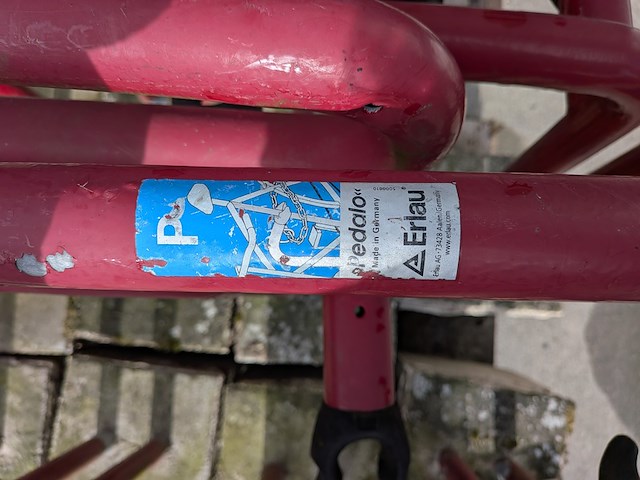 P
»Pedalo«
Made in Germany
Erlau
Erlau AG · 73428 Aalen/Germany
www.erlau.com